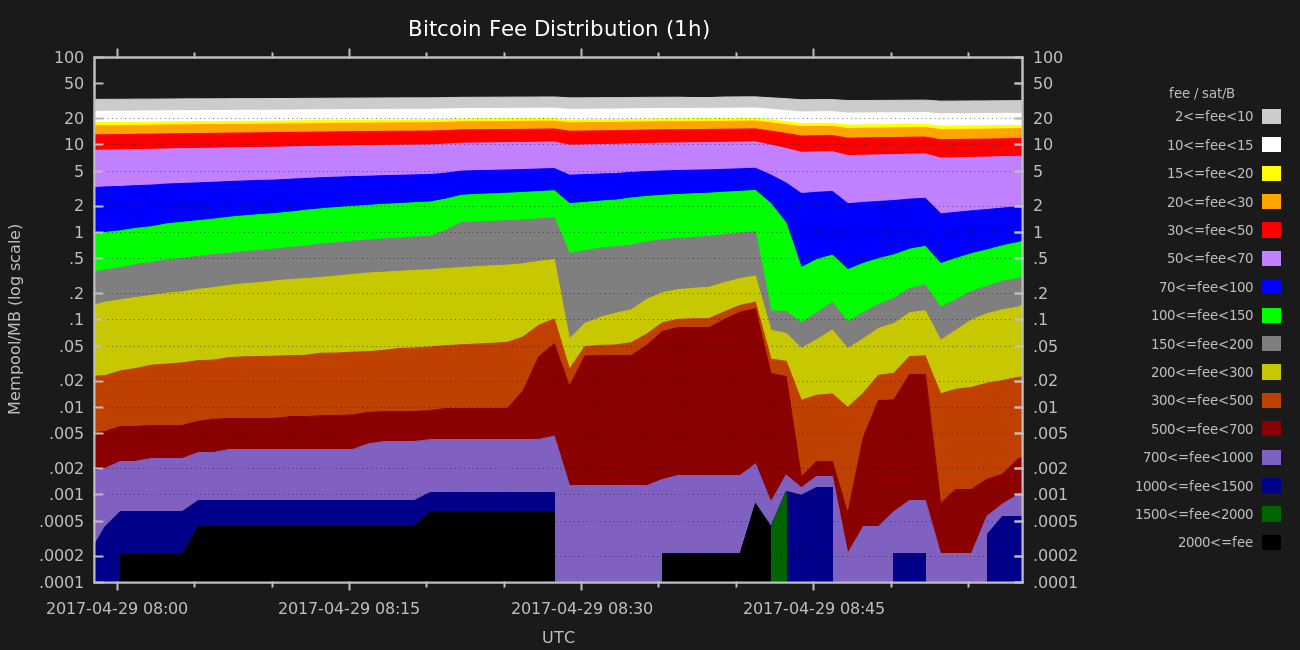 Bitcoin Fee Distribution (1h)
Mempool/MB (log scale)
100
50
20
10
5
2
1
.5
.2
.1
.05
.02
.01
.005
.002
.001
.0005
.0002
.0001
100
50
20
10
5
2
1
.5
.2
.1
.05
.02
.01
.005
.002
.001
.0005
.0002
.0001
2017-04-29 08:00
2017-04-29 08:15
2017-04-29 08:30
2017-04-29 08:45
UTC
fee / sat/B
2<=fee<10
10<=fee<15
15<=fee<20
20<=fee<30
30<=fee<50
50<=fee<70
70<=fee<100
100<=fee<150
150<=fee<200
200<=fee<300
300<=fee<500
500<=fee<700
700<=fee<1000
1000<=fee<1500
1500<=fee<2000
2000<=fee